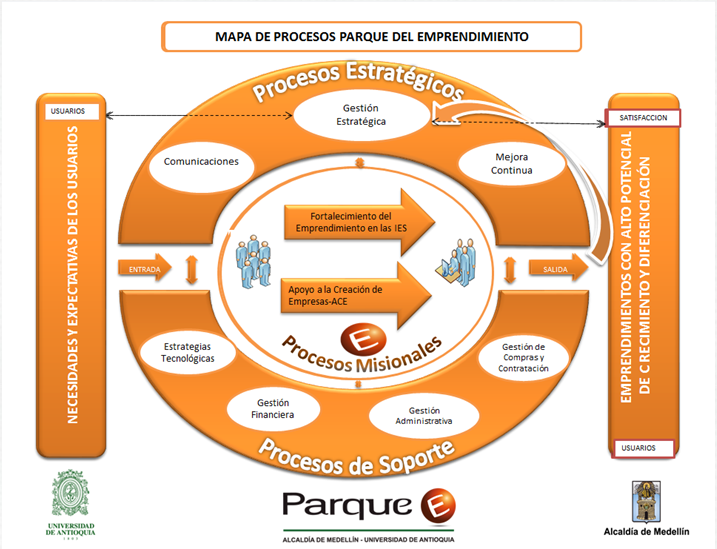 MAPA DE PROCESOS PARQUE DEL EMPRENDIMIENTO
Procesos Estratégicos
USUARIOS
Gestión
Estratégica
SATISFACCION
Comunicaciones
Mejora
Continua
NECESIDADES Y EXPECTATIVAS DE LOS USUARIOS
EMPRENDIMIENTOS CON ALTO POTENCIAL
DE C RECIMIENTO Y DIFERENCIACIÓN
Fortalecimiento del
Emprendimiento en las IES
ENTRADA
SALIDA
Apoyo a la Creación de
Empresas-ACE
E
Procesos Misionales
Estrategias
Tecnológicas
Gestión de
Compras y
Contratación
Gestión
Financiera
Gestión
Administrativa
Procesos de Soporte
USUARIOS
UNIVERSIDAD
DE ANTIOQUIA
1803
Parque E
ALCALDÍA DE MEDELLÍN - UNIVERSIDAD DE ANTIOQUIA
Alcaldía de Medellín